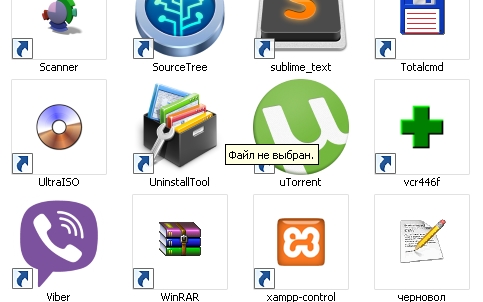 Scanner
SourceTree
sublime_text
Totalcmd
UltraISO
UninstallTool
Файл не выбран.
uTorrent
vcr446f
Viber
WinRAR
xampp-control
черновол